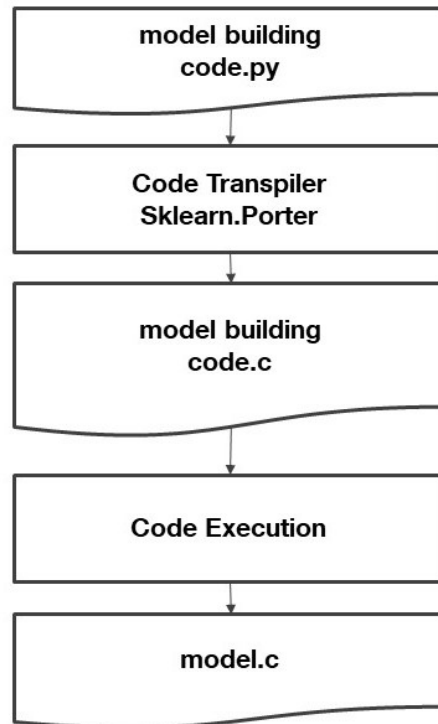 model building
code.py
Code Transpiler
Sklearn.Porter
model building
code.c
Code Execution
model.c